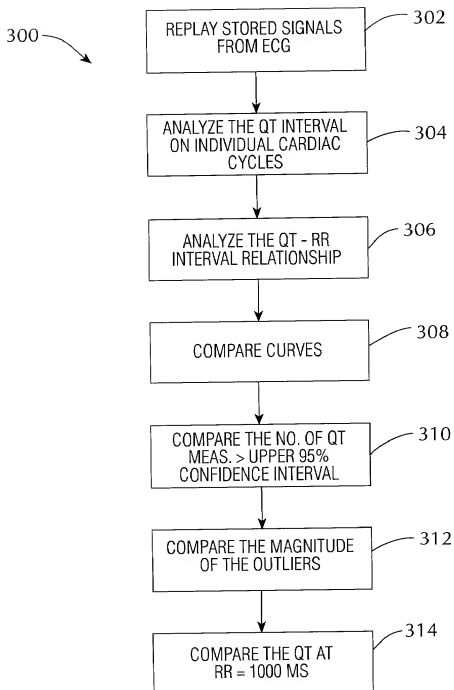 300
REPLAY STORED SIGNALS
FROM ECG
302
ANALYZE THE QT INTERVAL
ON INDIVIDUAL CARDIAC
CYCLES
304
ANALYZE THE QT - RR
INTERVAL RELATIONSHIP
306
COMPARE CURVES
308
COMPARE THE NO. OF QT
MEAS. > UPPER 95%
CONFIDENCE INTERVAL
310
COMPARE THE MAGNITUDE
OF THE OUTLIERS
312
COMPARE THE QT AT
RR = 1000 MS
314